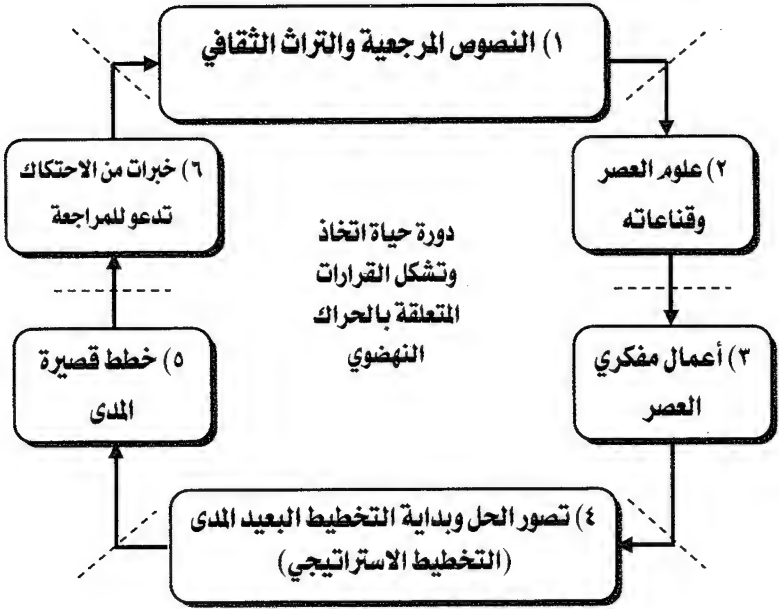 ١) النصوص المرجعية والتراث الثقافي
٢) علوم العصر
وقناعاته
٣) أعمال مفكري
العصر
٤) تصور الحل وبداية التخطيط البعيد المدى
(التخطيط الاستراتيجي)
٥) خطط قصيرة
المدى
٦) خبرات من الاحتكاك
تدعو للمراجعة
دورة حياة اتخاذ
وتشكل القرارات
المتعلقة بالحراك
النهضوي